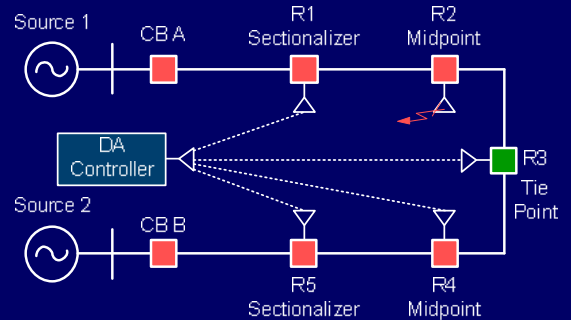 Source 1
CB A
R1
Sectionalizer
R2
Midpoint
DA
Controller
R3
Tie
Point
Source 2
CB B
R5
Sectionalizer
R4
Midpoint